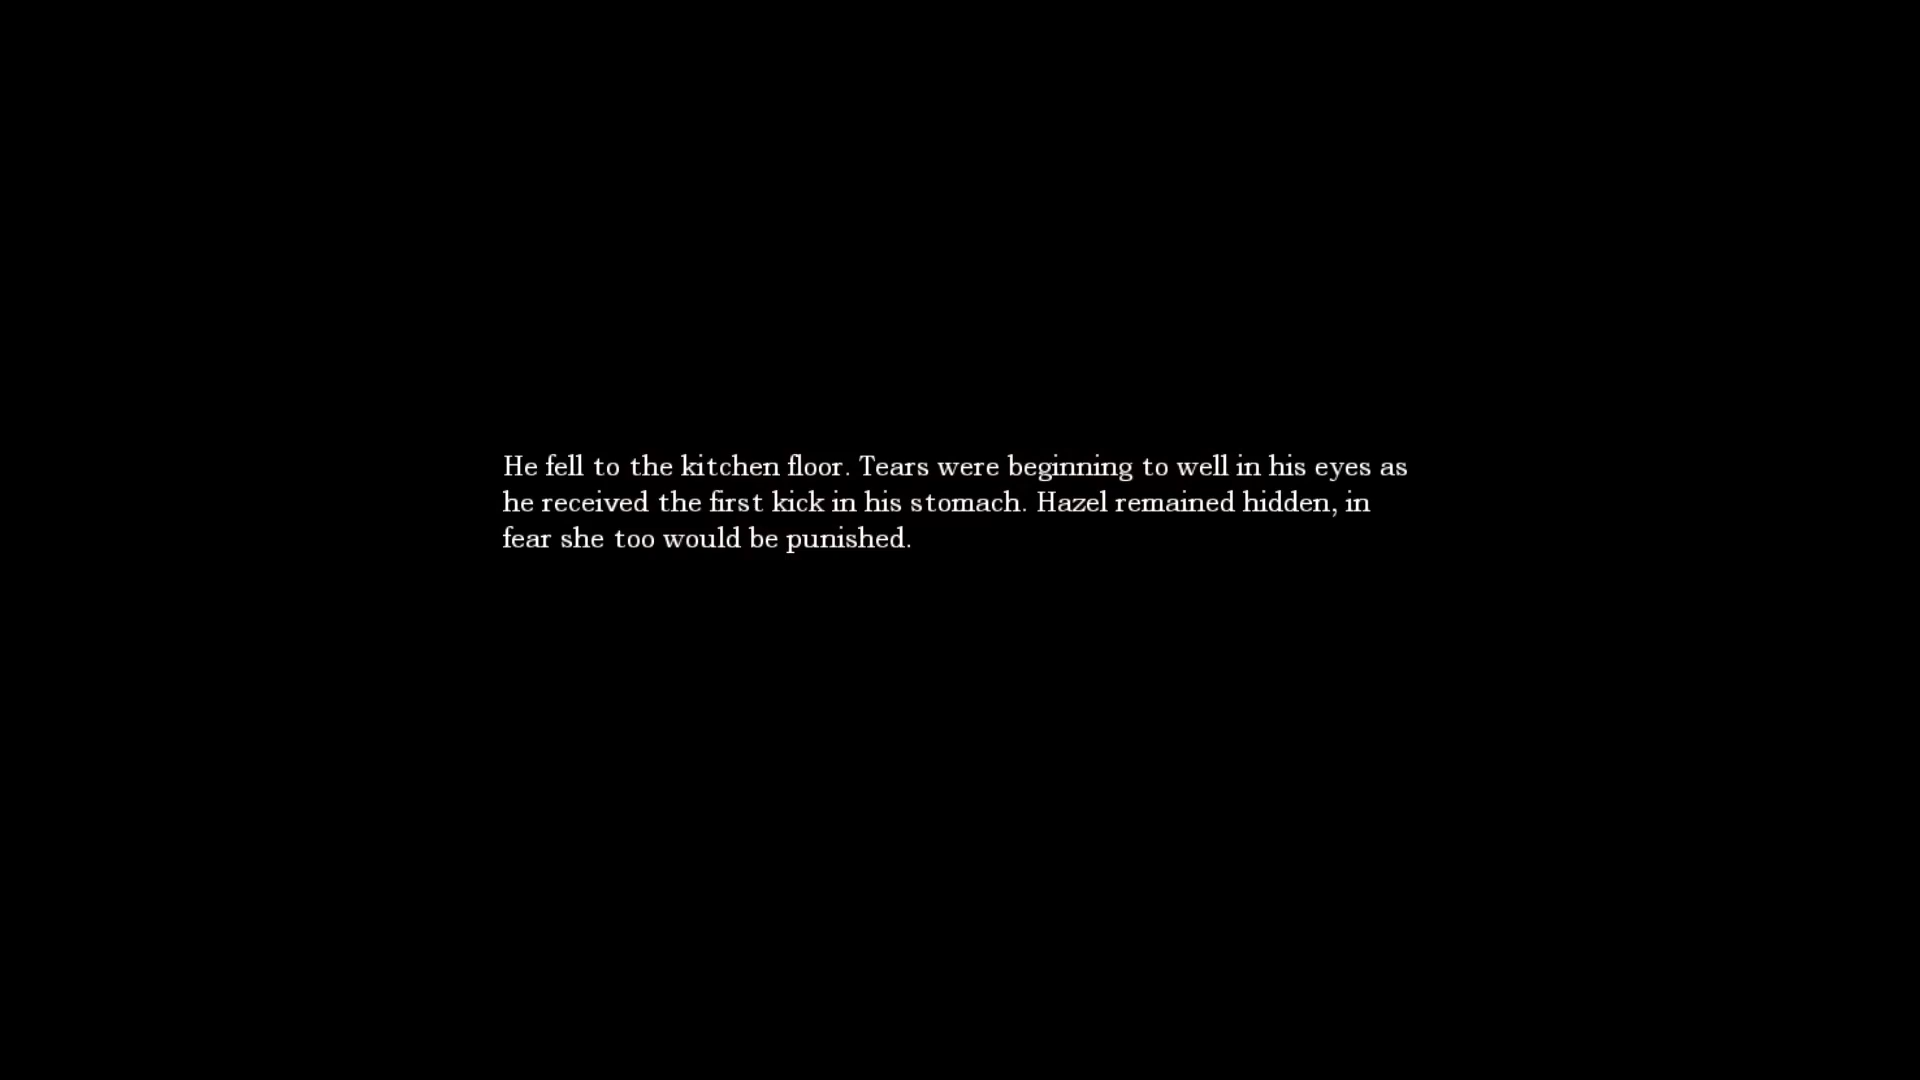 He fell to the kitchen floor. Tears were beginning to well in his eyes as
he received the first kick in his stomach. Hazel remained hidden, in
fear she too would be punished.